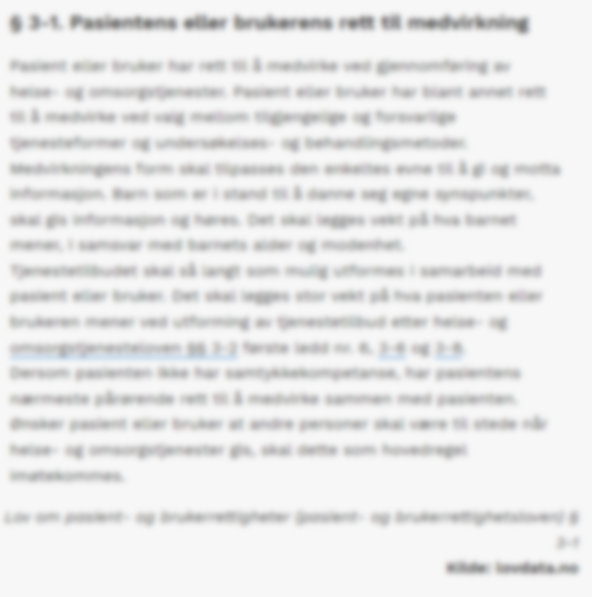 § 3-1. Pasientens eller brukerens rett til medvirkning
Pasient eller bruker har rett til å medvirke ved gjennomføring av
helse- og omsorgstjenester. Pasient eller bruker har blant annet rett
til å medvirke ved valg mellom tilgjengelige og forsvarlige
tjenesteformer og undersøkelses- og behandlingsmetoder.
Medvirkningens form skal tilpasses den enkeltes evne til å gi og motta
informasjon. Barn som er i stand til å danne seg egne synspunkter,
skal gis informasjon og høres. Det skal legges vekt på hva barnet
mener, i samsvar med barnets alder og modenhet.
Tjenestetilbudet skal så langt som mulig utformes i samarbeid med
pasient eller bruker. Det skal legges stor vekt på hva pasienten eller
brukeren mener ved utforming av tjenestetilbud etter helse- og
omsorgstjenesteloven §§ 3-2 første ledd nr. 6, og
Dersom pasienten ikke har samtykkekompetanse, har pasientens
nærmeste pårørende rett til å medvirke sammen med pasienten.
Ønsker pasient eller bruker at andre personer skal være til stede når
helse- og omsorgstjenester gis, skal dette som hovedregel
imøtekommes.
Lov om pasient- og brukerrettigheter (pasient- og brukerrettighetsloven) §
3-1
Kilde: lovdata.no